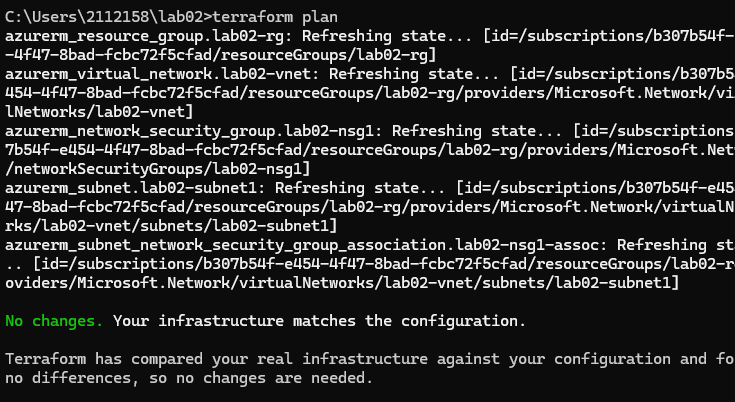 C:\Users\2112158\lab02>terraform plan
azurerm_resource_group.lab02-rg: Refreshing state... [id=/subscriptions/b307b54f-
-4f47-8bad-fcbc72f5cfad/resourceGroups/lab02-rg]
azurerm_virtual_network.lab02-vnet: Refreshing state... [id=/subscriptions/b307b5
454-4f47-8bad-fcbc72f5cfad/resourceGroups/lab02-rg/providers/Microsoft.Network/vi
lNetworks/lab02-vnet]
azurerm_network_security_group.lab02-nsg1: Refreshing state... [id=/subscriptions
7b54f-e454-4f47-8bad-fcbc72f5cfad/resourceGroups/lab02-rg/providers/Microsoft.Net
/networkSecurityGroups/lab02-nsg1]
azurerm_subnet.lab02-subnet1: Refreshing state... [id=/subscriptions/b307b54f-e45
47-8bad-fcbc72f5cfad/resourceGroups/lab02-rg/providers/Microsoft.Network/virtualN
rks/lab02-vnet/subnets/lab02-subnet1]
azurerm_subnet_network_security_group_association.lab02-nsg1-assoc: Refreshing st
.. [id=/subscriptions/b307b54f-e454-4f47-8bad-fcbc72f5cfad/resourceGroups/lab02-r
oviders/Microsoft.Network/virtualNetworks/lab02-vnet/subnets/lab02-subnet1]
No changes. Your infrastructure matches the configuration.
Terraform has compared your real infrastructure against your configuration and fo
no differences, so no changes are needed.